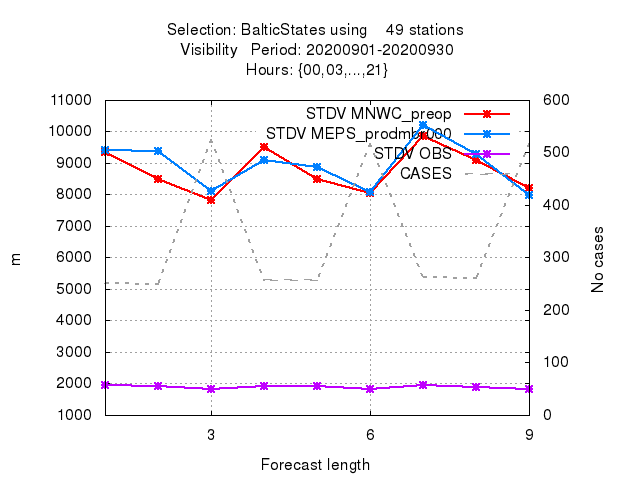 Selection: BalticStates using 49 stations
Visibility Period: 20200901-20200930
Hours: {00,03,...,21}
11000 600
10000 500
9000 400
8000 300
7000 200
6000 100
5000 0
4000
3000
2000
1000
STDV MNWC_preop
STDV MEPS_prodmb000
STDV OBS
CASES
m
No cases
3 6 9
Forecast length